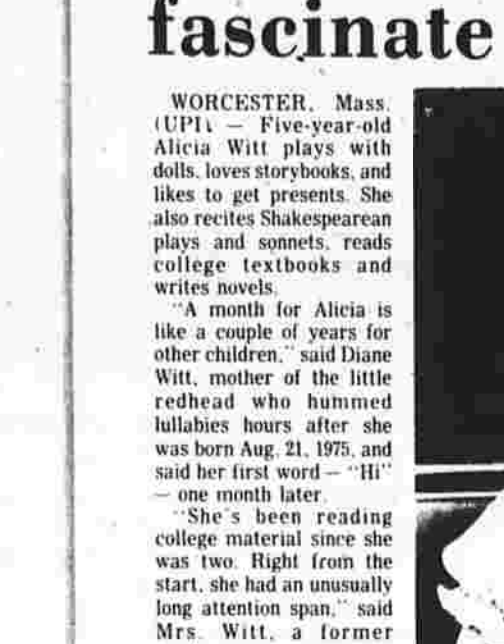 fascinate
WORCESTER, Mass.
(UPI) — Five-year-old
Alicia Witt plays with
dolls, loves storybooks, and
likes to get presents. She
also recites Shakespearean
plays and sonnets, reads
college textbooks and
writes novels.
"A month for Alicia is
like a couple of years for
other children," said Diane
Witt, mother of the little
redhead who hummed
lullabies hours after she
was born Aug. 21, 1975, and
said her first word — "Hi"
— one month later.
"She's been reading
college material since she
was two. Right from the
start, she had an unusually
long attention span," said
Mrs. Witt, a former